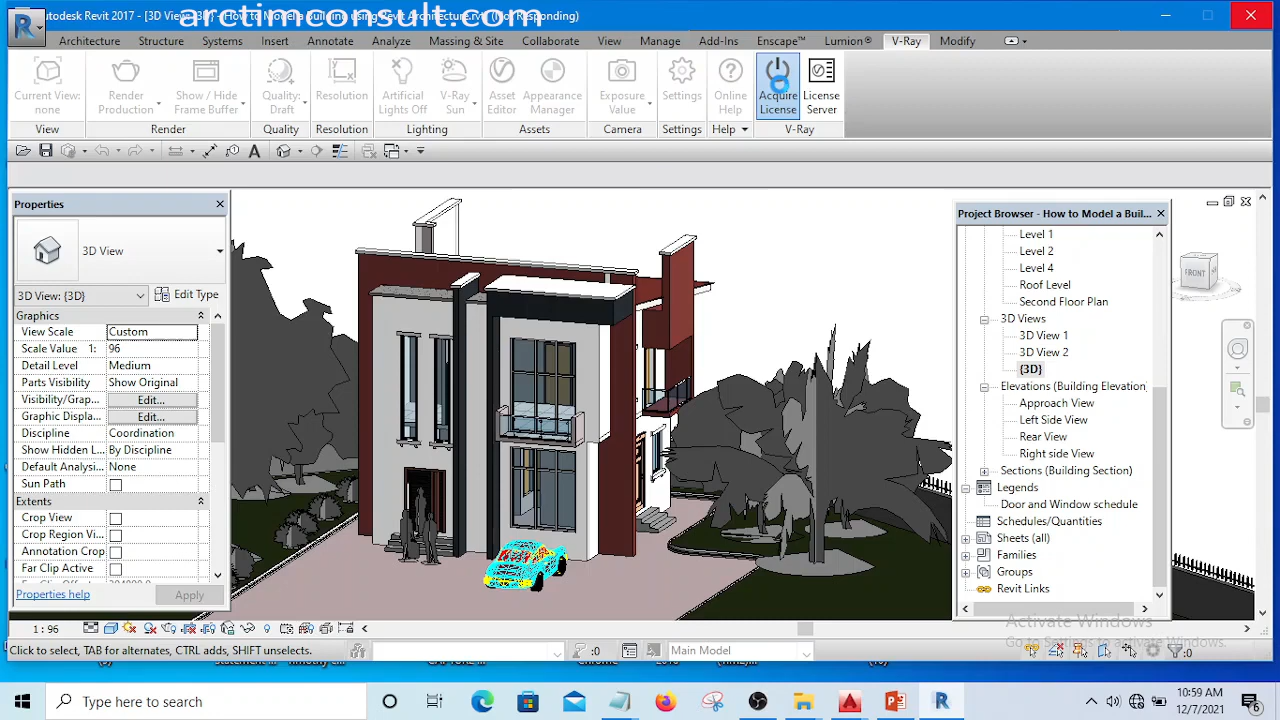 arctimconsult.com
Autodesk Revit 2017 - [3D View: {3D} - How to Model a Building using Revit Architecture.rvt] (Not Responding)
Architecture Structure Systems Insert Annotate Analyze Massing & Site Collaborate View Manage Add-Ins Enscape™ Lumion® V-Ray Modify
Current View: none
Render Production
Show / Hide Frame Buffer
Quality: Draft
Resolution
Artificial Lights Off
V-Ray Sun
Asset Editor
Appearance Manager
Exposure Value
Settings
Online Help
Acquire License
License Server
View Render Quality Resolution Lighting Assets Camera Settings Help V-Ray
Properties
3D View
3D View: {3D} Edit Type
Graphics
View Scale Custom
Scale Value 1: 96
Detail Level Medium
Parts Visibility Show Original
Visibility/Grap... Edit...
Graphic Displa... Edit...
Discipline Coordination
Show Hidden L... By Discipline
Default Analysi... None
Sun Path
Extents
Crop View
Crop Region Vi...
Annotation Crop
Far Clip Active
Properties help Apply
Project Browser - How to Model a Buil...
Level 1
Level 2
Level 4
Roof Level
Second Floor Plan
3D Views
3D View 1
3D View 2
{3D}
Elevations (Building Elevation)
Approach View
Left Side View
Rear View
Right side View
Sections (Building Section)
Legends
Door and Window schedule
Schedules/Quantities
Sheets (all)
Families
Groups
Revit Links
FRONT
Activate Windows
Go to Settings to activate Windows.
1 : 96
Click to select, TAB for alternates, CTRL adds, SHIFT unselects.
:0
Main Model
:0
Type here to search
10:59 AM
12/7/2021
6